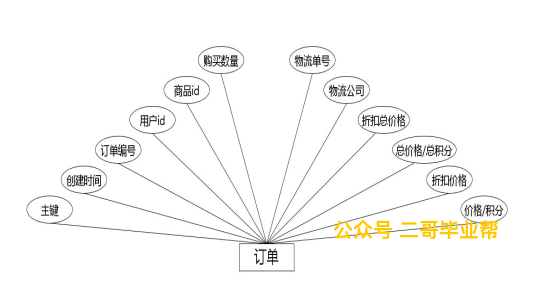 购买数量
物流单号
商品id
物流公司
用户id
折扣总价格
订单编号
总价格/总积分
创建时间
折扣价格
主键
价格/积分
公众号 二哥毕业帮
订单